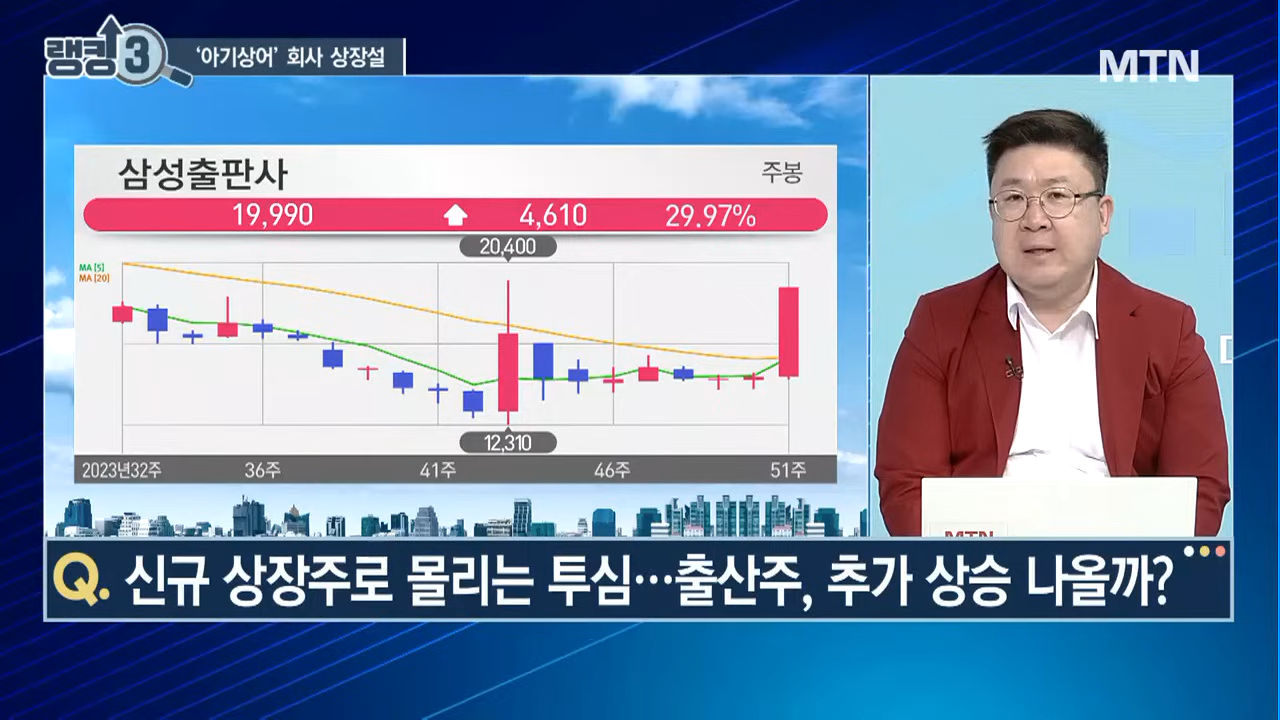 랭킹3
'아기상어' 회사 상장설
MTN
삼성출판사
주봉
19,990 4,610 29.97%
20,400
MA [5]
MA [20]
12,310
2023년32주 36주 41주 46주 51주
MTN
Q. 신규 상장주로 몰리는 투심…출산주, 추가 상승 나올까?